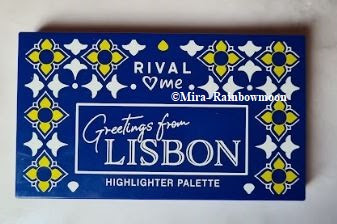 RIVAL
♡me
©Mira-Rainbowmoon
Greetings from
LISBON
HIGHLIGHTER PALETTE